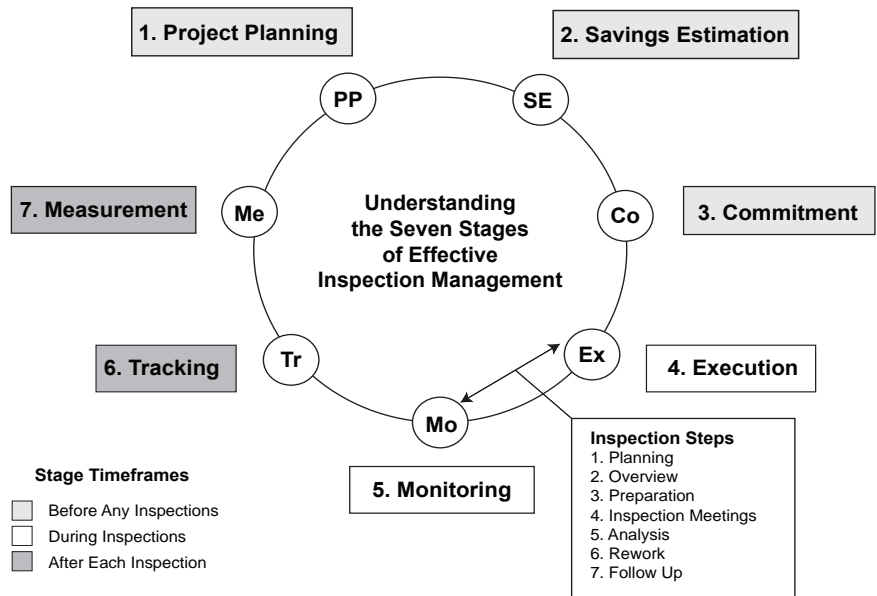 1. Project Planning
2. Savings Estimation
PP
SE
7. Measurement
Me
Understanding
the Seven Stages
of Effective
Inspection Management
Co
3. Commitment
6. Tracking
Tr
Ex
4. Execution
Mo
5. Monitoring
Inspection Steps
1. Planning
2. Overview
3. Preparation
4. Inspection Meetings
5. Analysis
6. Rework
7. Follow Up
Stage Timeframes
Before Any Inspections
During Inspections
After Each Inspection